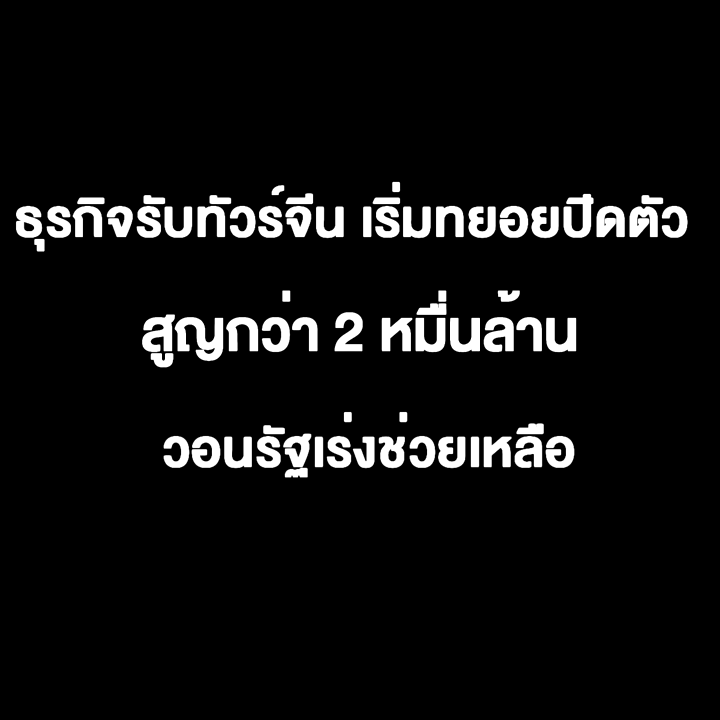 ธุรกิจรับทัวร์จีน เริ่มทยอยปิดตัว
สูญกว่า 2 หมื่นล้าน
วอนรัฐเร่งช่วยเหลือ